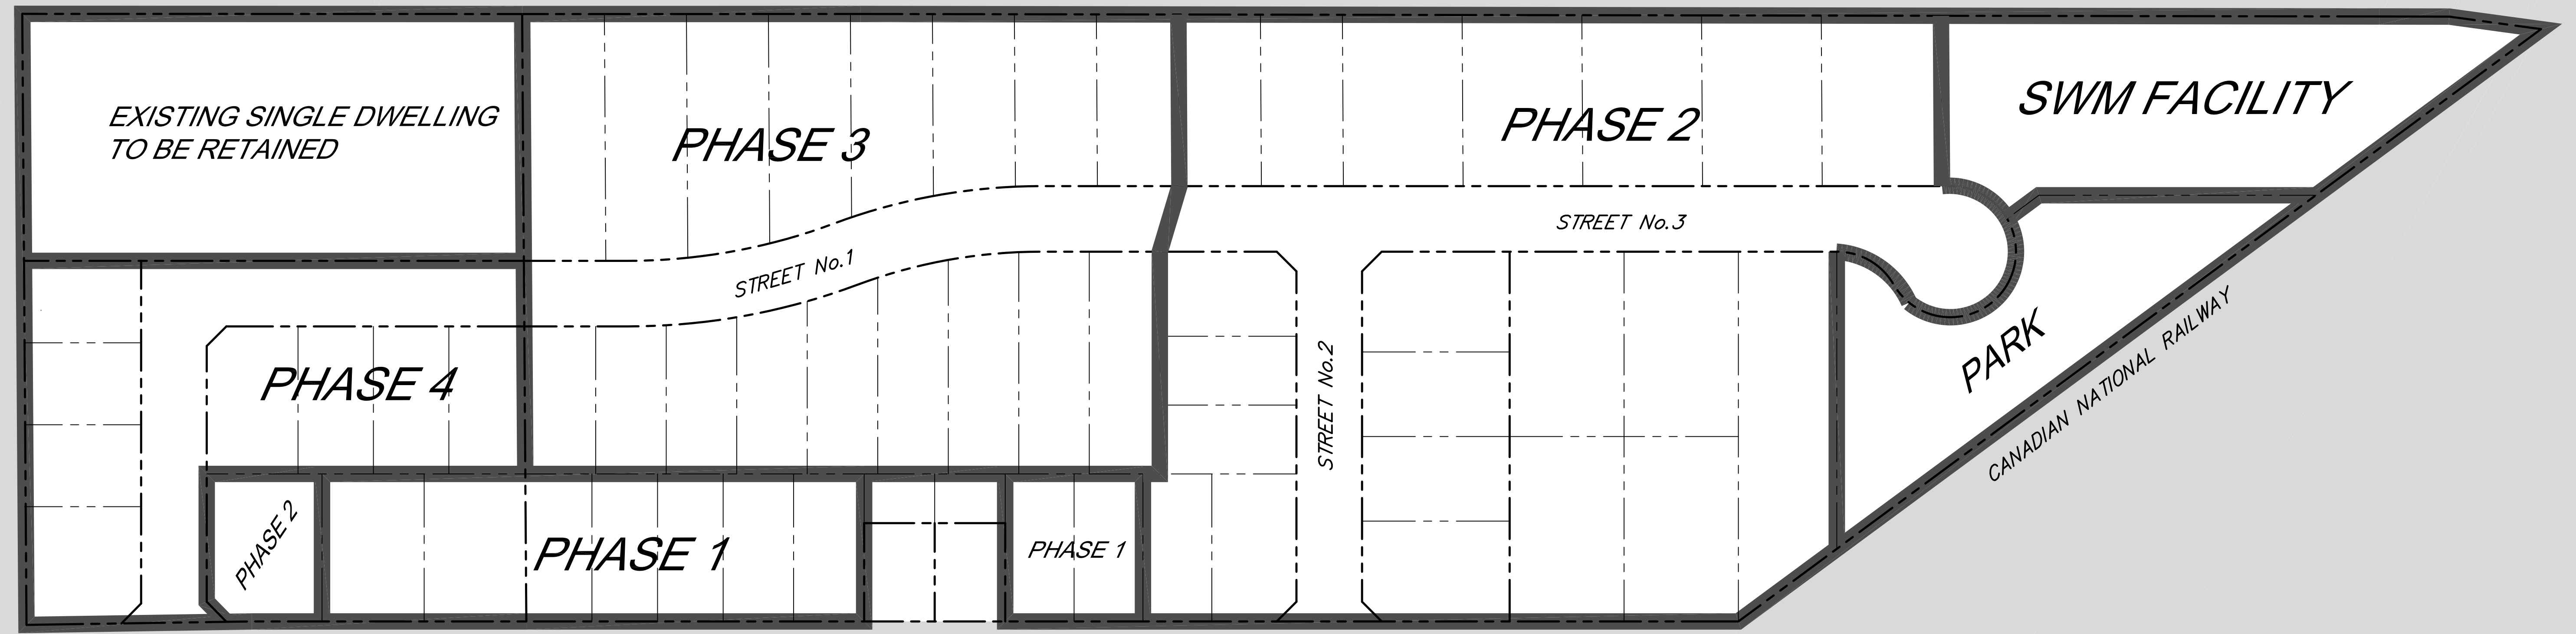 EXISTING SINGLE DWELLING
TO BE RETAINED
PHASE 3
PHASE 2
SWM FACILITY
STREET No.1
STREET No.3
STREET No.2
PHASE 4
PARK
CANADIAN NATIONAL RAILWAY
PHASE 2
PHASE 1
PHASE 1